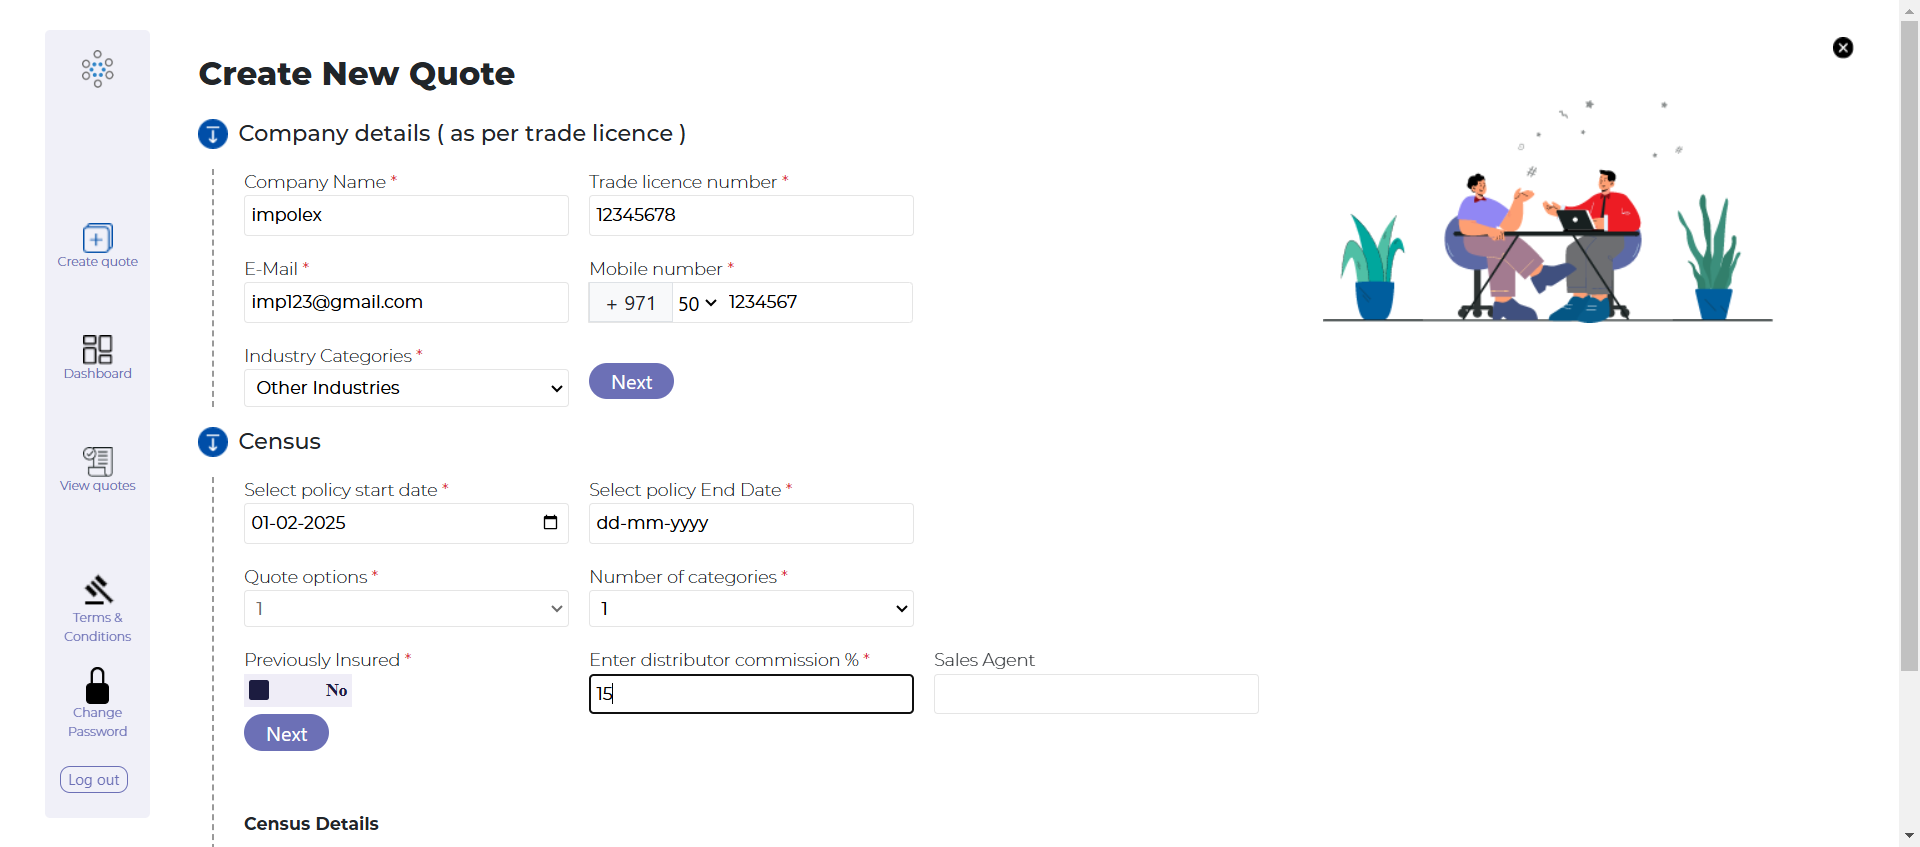 Create New Quote
Company details ( as per trade licence )
Company Name *
Trade licence number *
impolex
12345678
E-Mail *
Mobile number *
imp123@gmail.com
+ 971
50
1234567
Industry Categories *
Other Industries
Next
Census
Select policy start date *
Select policy End Date *
01-02-2025
dd-mm-yyyy
Quote options *
Number of categories *
1
1
Previously Insured *
Enter distributor commission % *
Sales Agent
No
15
Next
Census Details
Create quote
Dashboard
View quotes
Terms &
Conditions
Change
Password
Log out